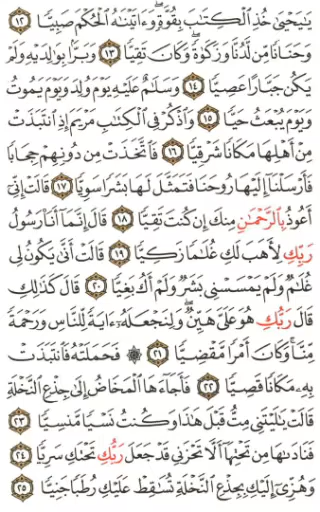 يَٰيَحْيَىٰ خُذِ ٱلْكِتَٰبَ بِقُوَّةٍۖ وَءَاتَيْنَٰهُ ٱلْحُكْمَ صَبِيًّا ١٢
وَحَنَانًا مِّن لَّدُنَّا وَزَكَوٰةًۖ وَكَانَ تَقِيًّا ١٣ وَبَرًّۢا بِوَٰلِدَيْهِ وَلَمْ
يَكُن جَبَّارًا عَصِيًّا ١٤ وَسَلَٰمٌ عَلَيْهِ يَوْمَ وُلِدَ وَيَوْمَ يَمُوتُ
وَيَوْمَ يُبْعَثُ حَيًّا ١٥ وَٱذْكُرْ فِى ٱلْكِتَٰبِ مَرْيَمَ إِذِ ٱنتَبَذَتْ
مِنْ أَهْلِهَا مَكَانًا شَرْقِيًّا ١٦ فَٱتَّخَذَتْ مِن دُونِهِمْ حِجَابًا
فَأَرْسَلْنَآ إِلَيْهَا رُوحَنَا فَتَمَثَّلَ لَهَا بَشَرًا سَوِيًّا ١٧ قَالَتْ إِنِّىٓ
أَعُوذُ بِٱلرَّحْمَٰنِ مِنكَ إِن كُنتَ تَقِيًّا ١٨ قَالَ إِنَّمَآ أَنَا۠ رَسُولُ
رَبِّكِ لِأَهَبَ لَكِ غُلَٰمًا زَكِيًّا ١٩ قَالَتْ أَنَّىٰ يَكُونُ لِى
غُلَٰمٌ وَلَمْ يَمْسَسْنِى بَشَرٌ وَلَمْ أَكُ بَغِيًّا ٢٠ قَالَ كَذَٰلِكِ
قَالَ رَبُّكِ هُوَ عَلَىَّ هَيِّنٌۖ وَلِنَجْعَلَهُۥٓ ءَايَةً لِّلنَّاسِ وَرَحْمَةً
مِّنَّاۚ وَكَانَ أَمْرًا مَّقْضِيًّا ٢١ ۞ فَحَمَلَتْهُ فَٱنتَبَذَتْ
بِهِۦ مَكَانًا قَصِيًّا ٢٢ فَأَجَآءَهَا ٱلْمَخَاضُ إِلَىٰ جِذْعِ ٱلنَّخْلَةِ
قَالَتْ يَٰلَيْتَنِى مِتُّ قَبْلَ هَٰذَا وَكُنتُ نَسْيًا مَّنسِيًّا ٢٣
فَنَادَىٰهَا مِن تَحْتِهَآ أَلَّا تَحْزَنِى قَدْ جَعَلَ رَبُّكِ تَحْتَكِ سَرِيًّا ٢٤
وَهُزِّىٓ إِلَيْكِ بِجِذْعِ ٱلنَّخْلَةِ تُسَٰقِطْ عَلَيْكِ رُطَبًا جَنِيًّا ٢٥